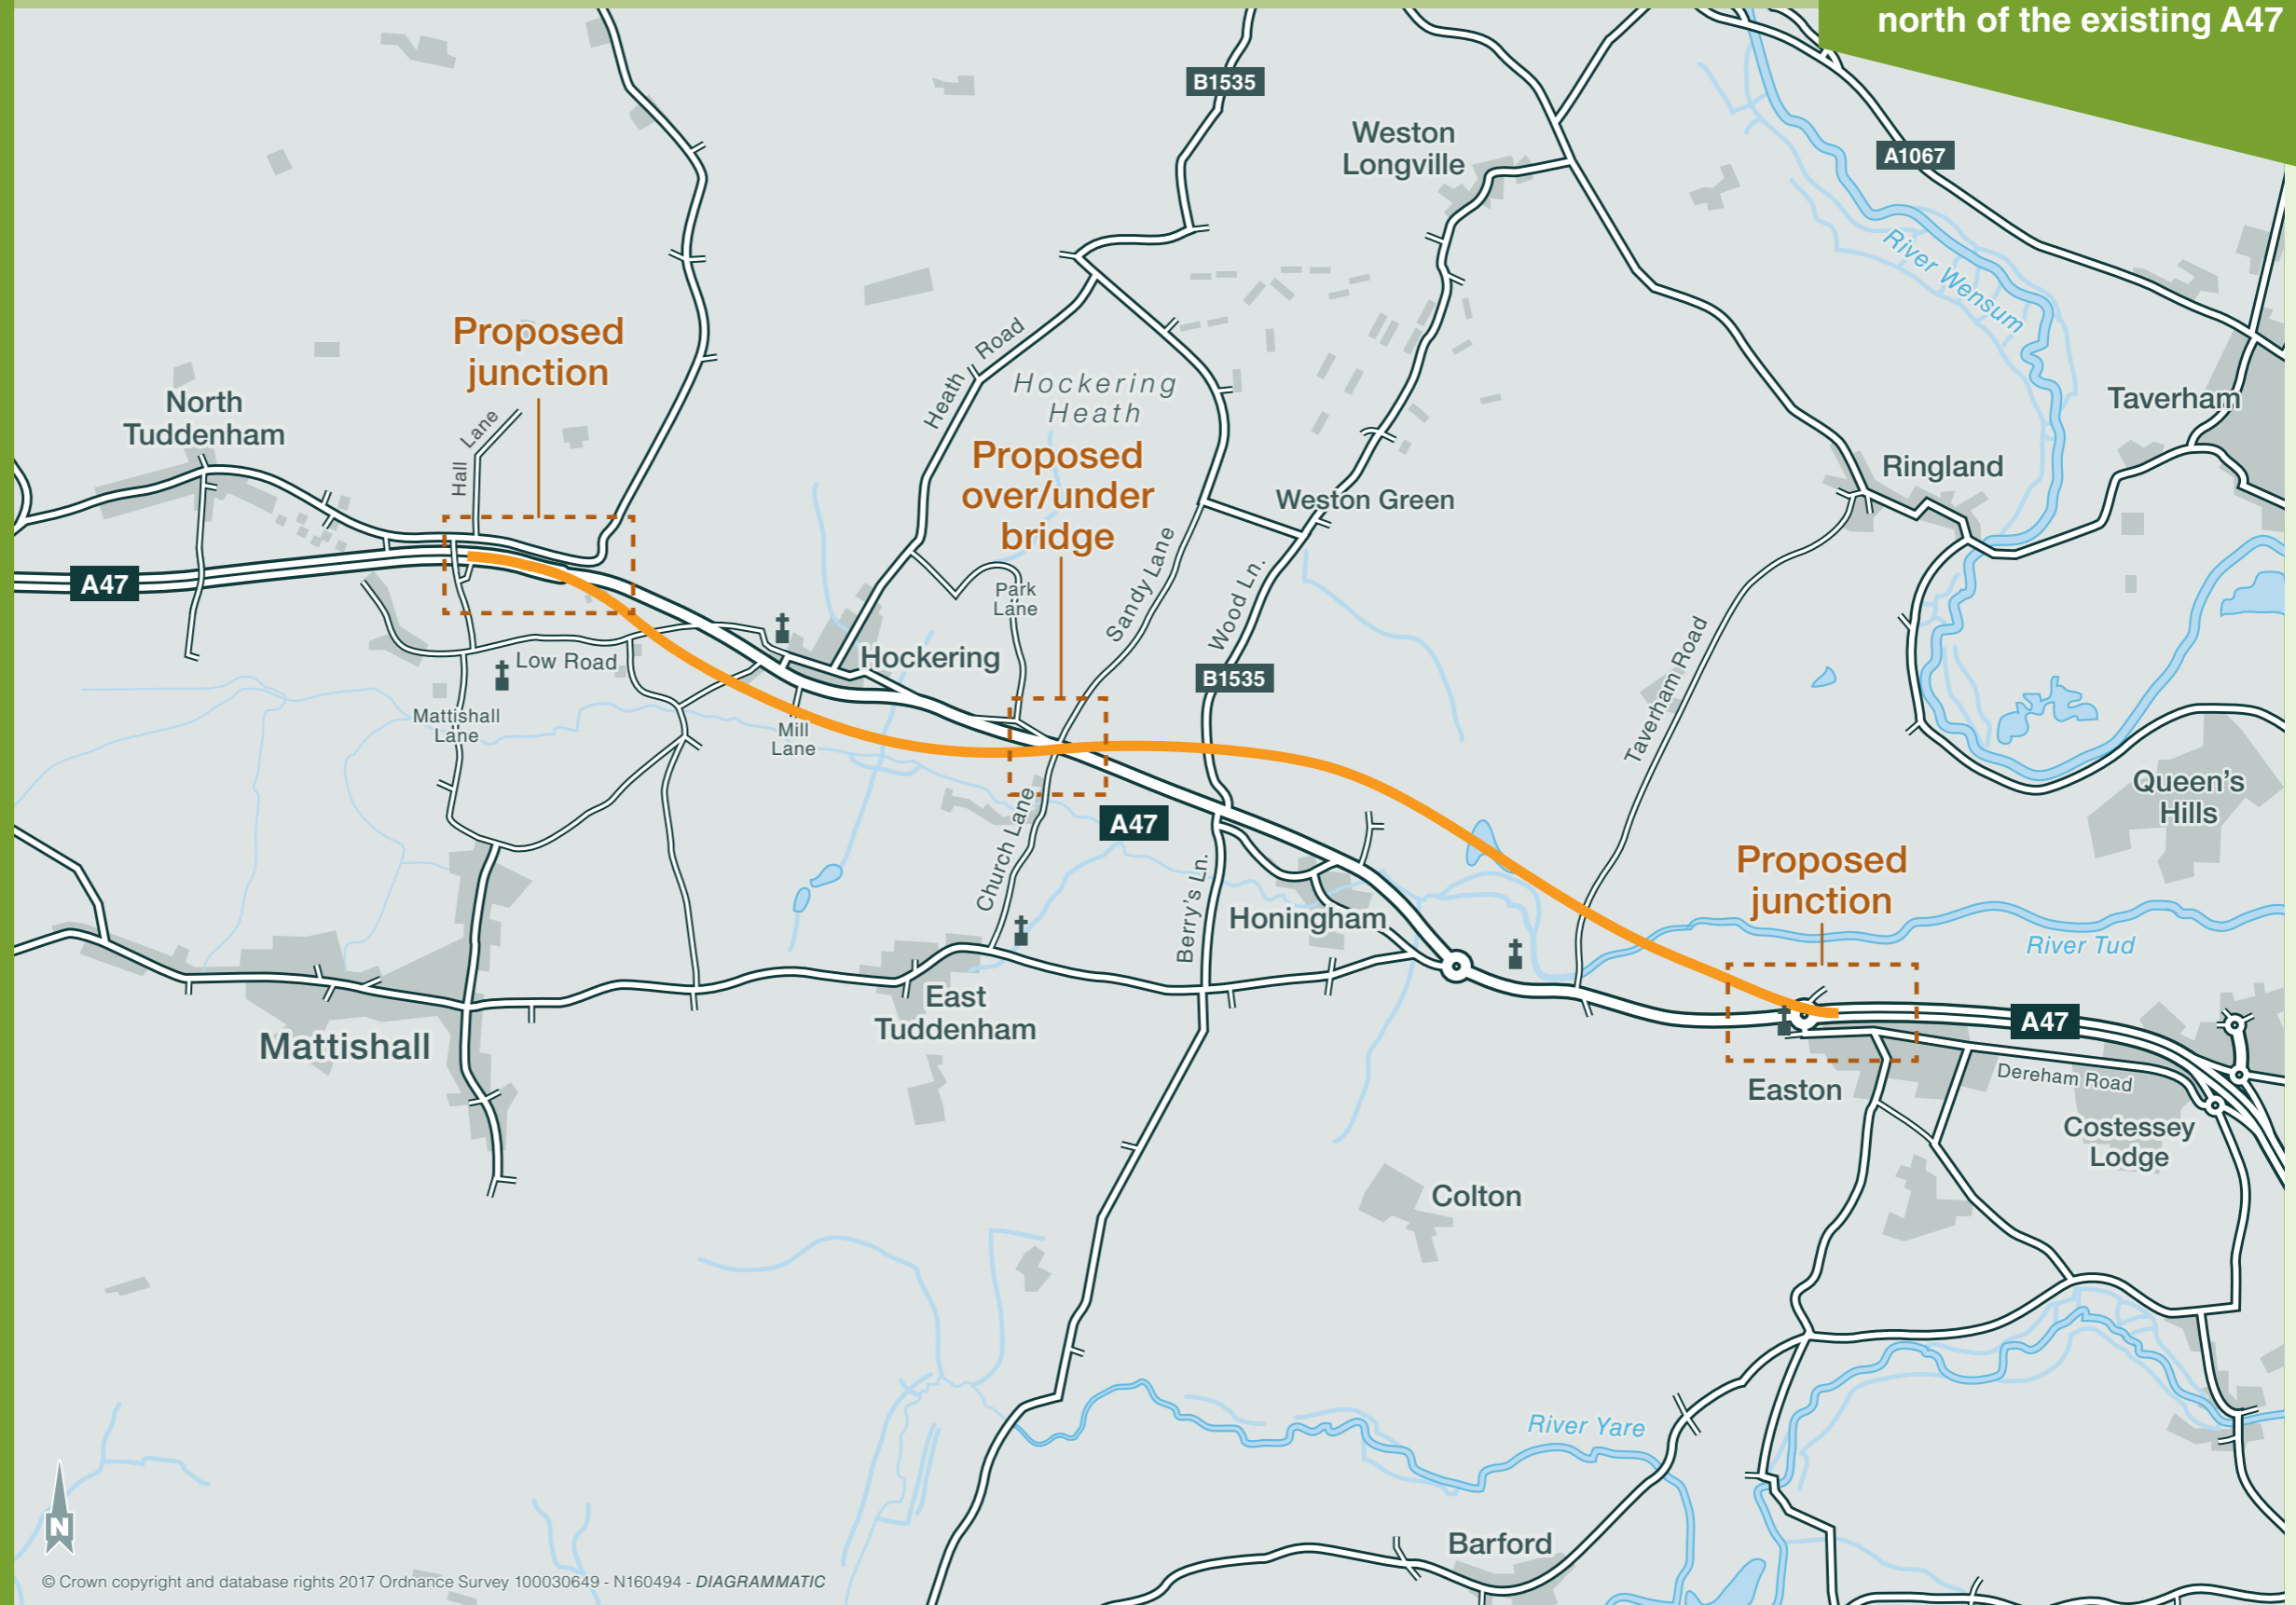 north of the existing A47
B1535
Weston
Longville
A1067
River Wensum
Proposed
junction
Heath Road
Hockering
Heath
North
Tuddenham
Taverham
Hall Lane
Proposed
over/under
bridge
Ringland
Weston Green
A47
Park
Lane
Sandy Lane
Wood Ln.
Hockering
Low Road
B1535
Taverham Road
Mattishall
Lane
Mill
Lane
Queen's
Hills
A47
Church Lane
Proposed
junction
Berry's Ln.
Honingham
River Tud
East
Tuddenham
A47
Mattishall
Easton
Dereham Road
Costessey
Lodge
Colton
River Yare
N
Barford
© Crown copyright and database rights 2017 Ordnance Survey 100030649 - N160494 - DIAGRAMMATIC